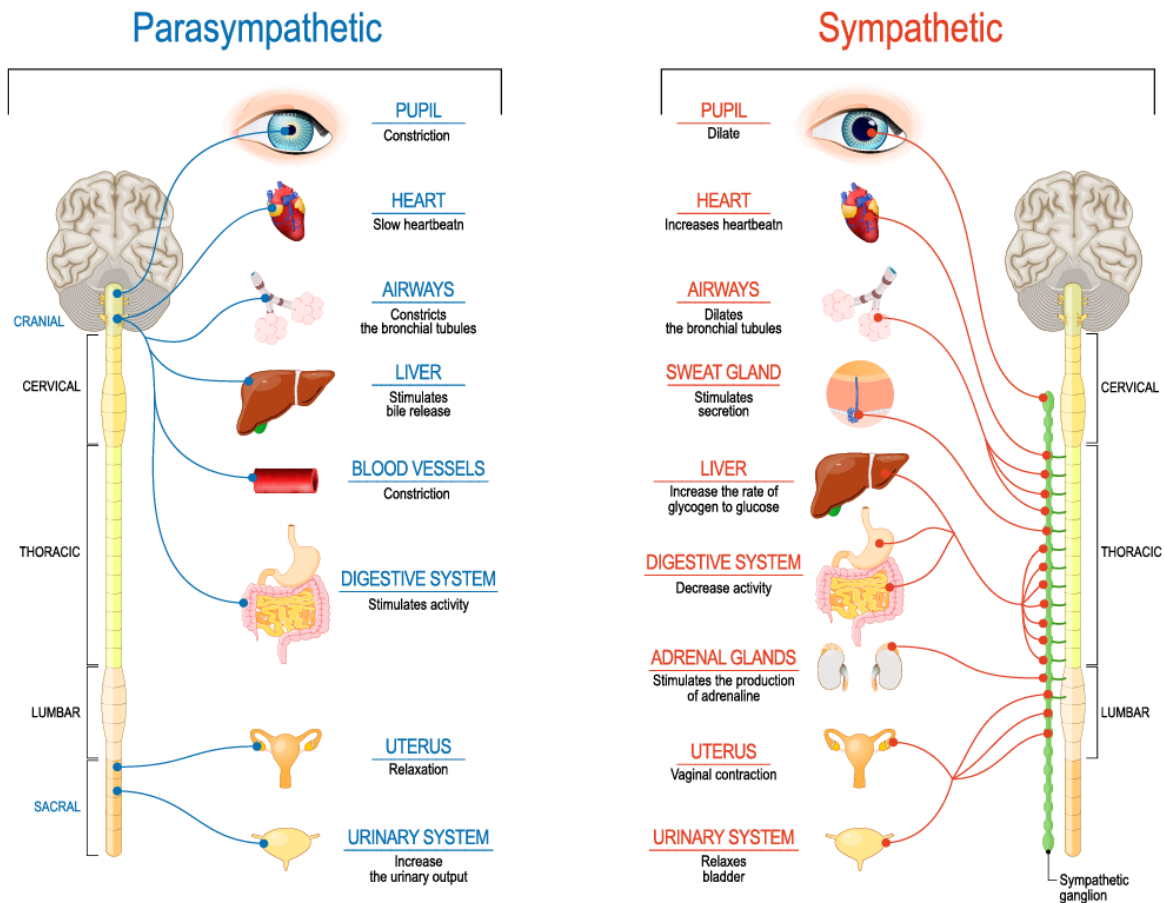 Parasympathetic
PUPIL
Constriction
HEART
Slow heartbeatn
AIRWAYS
Constricts
the bronchial tubules
CRANIAL
LIVER
Stimulates
bile release
CERVICAL
BLOOD VESSELS
Constriction
THORACIC
DIGESTIVE SYSTEM
Stimulates activity
LUMBAR
UTERUS
Relaxation
SACRAL
URINARY SYSTEM
Increase
the urinary output
Sympathetic
PUPIL
Dilate
HEART
Increases heartbeatn
AIRWAYS
Dilates
the bronchial tubules
SWEAT GLAND
Stimulates
secretion
CERVICAL
LIVER
Increase the rate of
glycogen to glucose
THORACIC
DIGESTIVE SYSTEM
Decrease activity
ADRENAL GLANDS
Stimulates the production
of adrenaline
LUMBAR
UTERUS
Vaginal contraction
URINARY SYSTEM
Relaxes
bladder
Sympathetic
ganglion